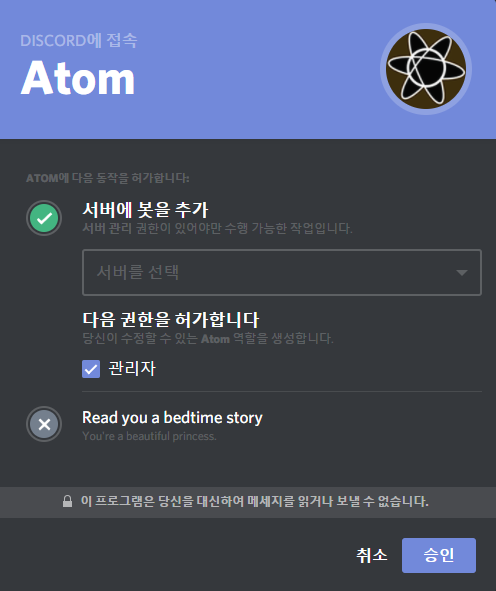 DISCORD에 접속
Atom
ATOM에 다음 동작을 허가합니다:
서버에 봇을 추가
서버 관리 권한이 있어야만 수행 가능한 작업입니다.
서버를 선택
다음 권한을 허가합니다
당신이 수정할 수 있는 Atom 역할을 생성합니다.
관리자
Read you a bedtime story
You're a beautiful princess.
이 프로그램은 당신을 대신하여 메세지를 읽거나 보낼 수 없습니다.
취소
승인